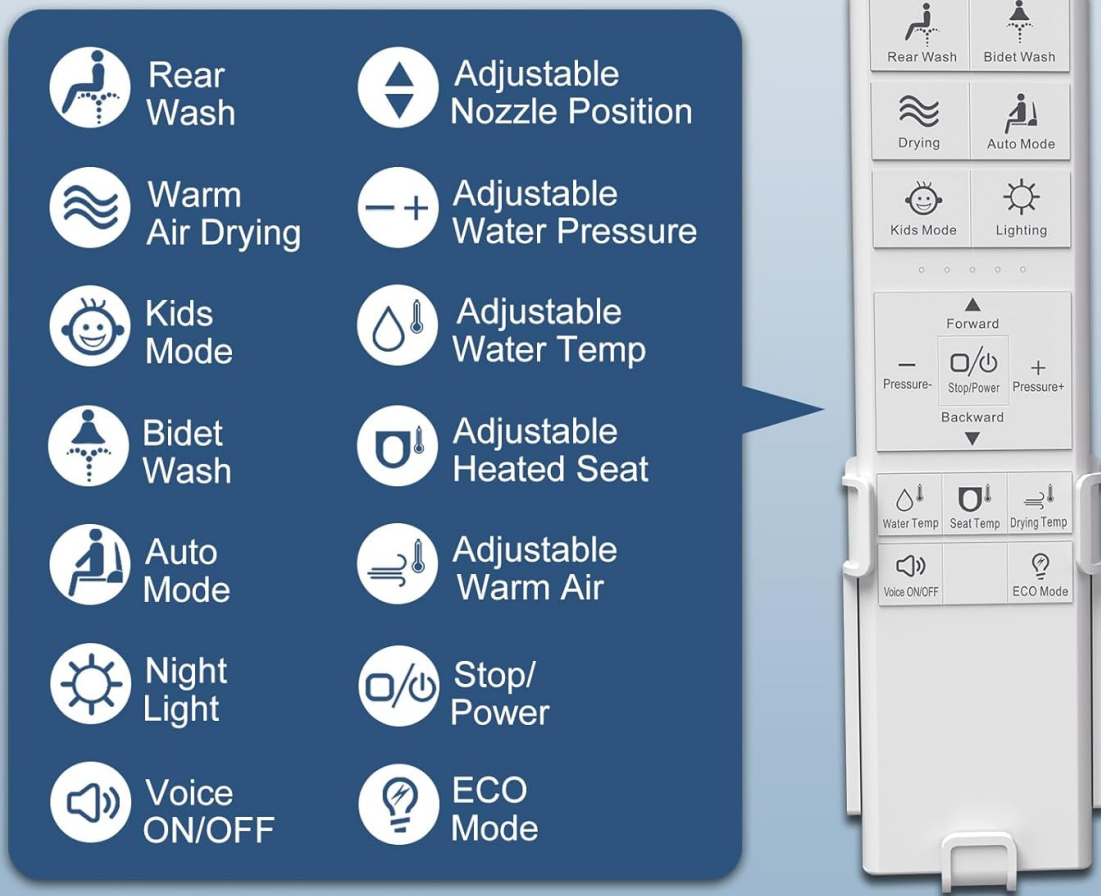 Rear
Wash
Adjustable
Nozzle Position
Warm
Air Drying
Adjustable
Water Pressure
Kids
Mode
Adjustable
Water Temp
Bidet
Wash
Adjustable
Heated Seat
Auto
Mode
Adjustable
Warm Air
Night
Light
Stop/
Power
Voice
ON/OFF
ECO
Mode
Rear Wash Bidet Wash
Drying Auto Mode
Kids Mode Lighting
Forward
Pressure- Stop/Power Pressure+
Backward
Water Temp Seat Temp Drying Temp
Voice ON/OFF ECO Mode